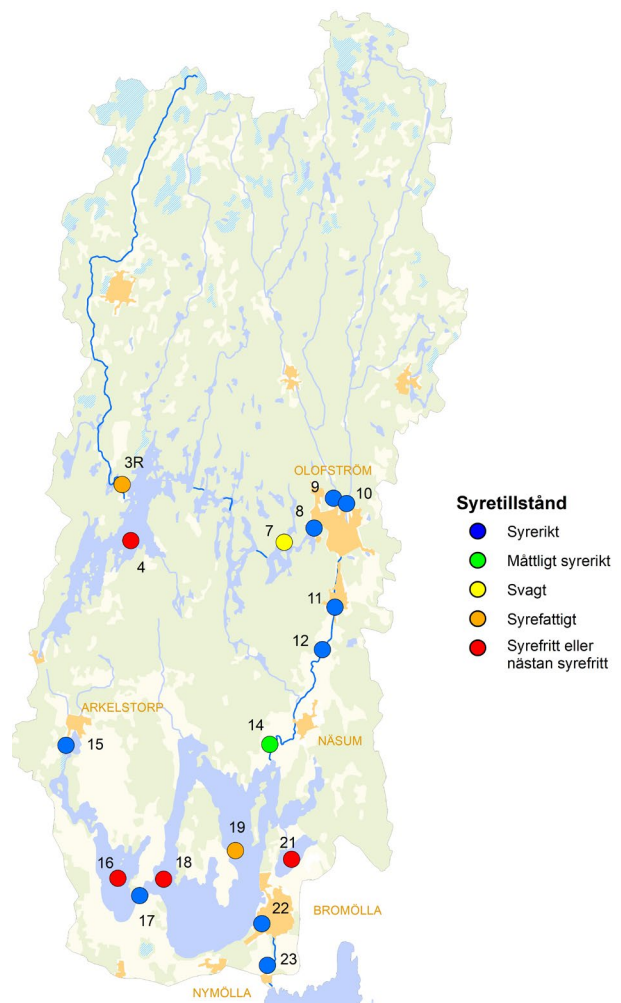 3R
OLOFSTRÖM
9
10
8
7
4
11
12
ARKELSTORP
14
NÄSUM
15
19
21
16
18
17
22
BROMÖLLA
23
NYMÖLLA
Syretillstånd
Syrerikt
Måttligt syrerikt
Svagt
Syrefattigt
Syrefritt eller
nästan syrefritt